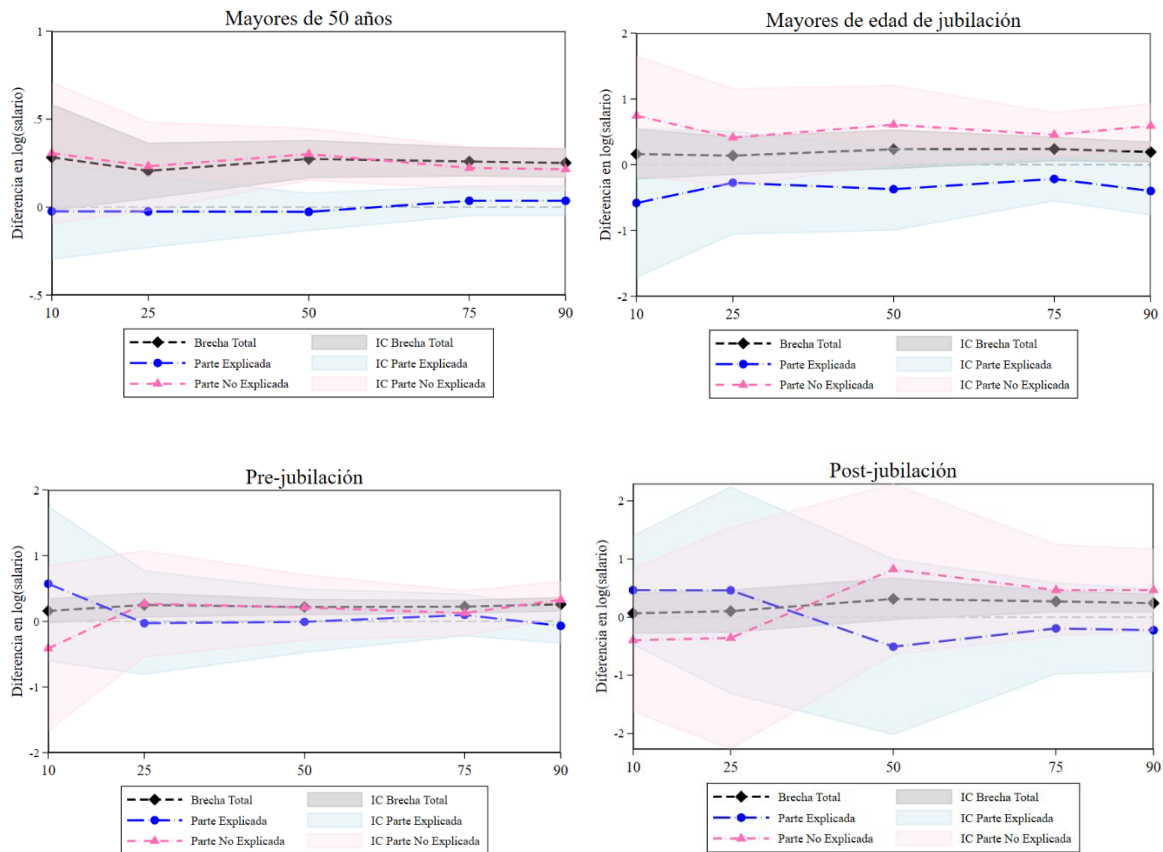 Mayores de 50 años
Diferencia en log(salario)
1
.5
0
-.5
10 25 50 75 90
Brecha Total IC Brecha Total
Parte Explicada IC Parte Explicada
Parte No Explicada IC Parte No Explicada
Mayores de edad de jubilación
Diferencia en log(salario)
2
1
0
-1
-2
10 25 50 75 90
Brecha Total IC Brecha Total
Parte Explicada IC Parte Explicada
Parte No Explicada IC Parte No Explicada
Pre-jubilación
Diferencia en log(salario)
2
1
0
-1
-2
10 25 50 75 90
Brecha Total IC Brecha Total
Parte Explicada IC Parte Explicada
Parte No Explicada IC Parte No Explicada
Post-jubilación
Diferencia en log(salario)
2
1
0
-1
-2
10 25 50 75 90
Brecha Total IC Brecha Total
Parte Explicada IC Parte Explicada
Parte No Explicada IC Parte No Explicada